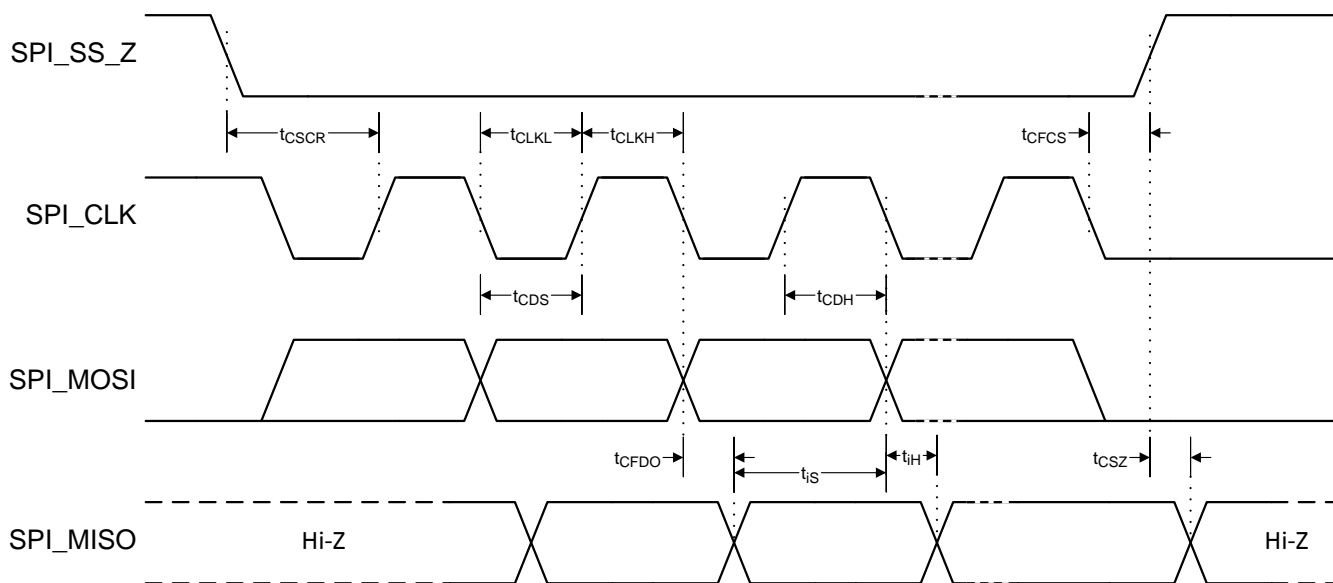 SPI_SS_Z
tCSCR
tCLKL
tCLKH
tCFCS
SPI_CLK
tCDS
tCDH
SPI_MOSI
tCFDO
tiS
tiH
tCSZ
SPI_MISO
Hi-Z
Hi-Z